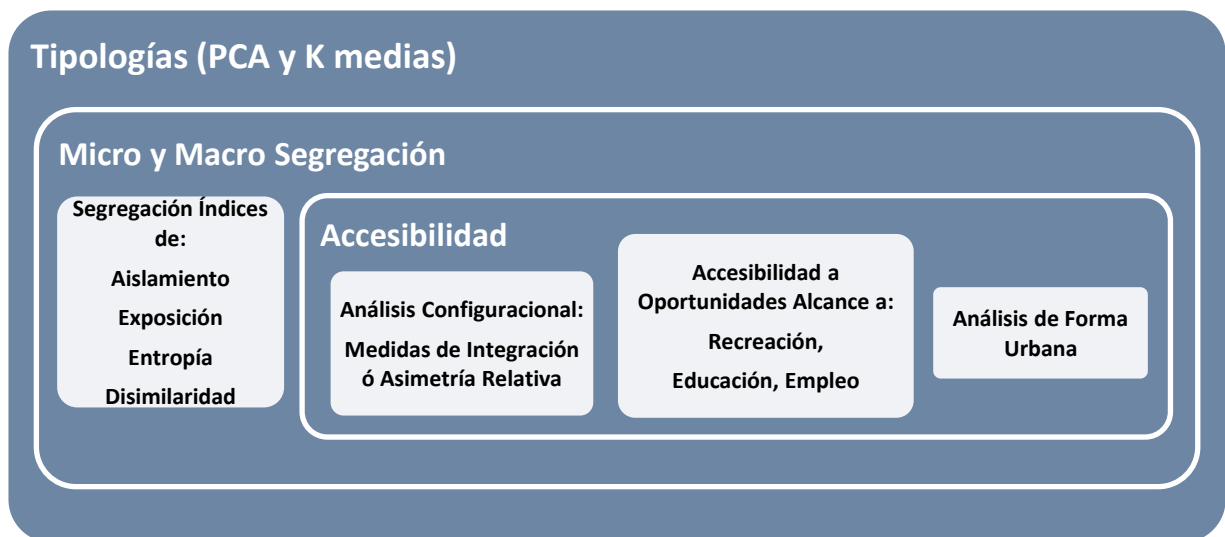 Tipologías (PCA y K medias)
Micro y Macro Segregación
Segregación Índices
de:
Aislamiento
Exposición
Entropía
Disimilaridad
Accesibilidad
Análisis Configuracional:
Medidas de Integración
ó Asimetría Relativa
Accesibilidad a
Oportunidades Alcance a:
Recreación,
Educación, Empleo
Análisis de Forma
Urbana